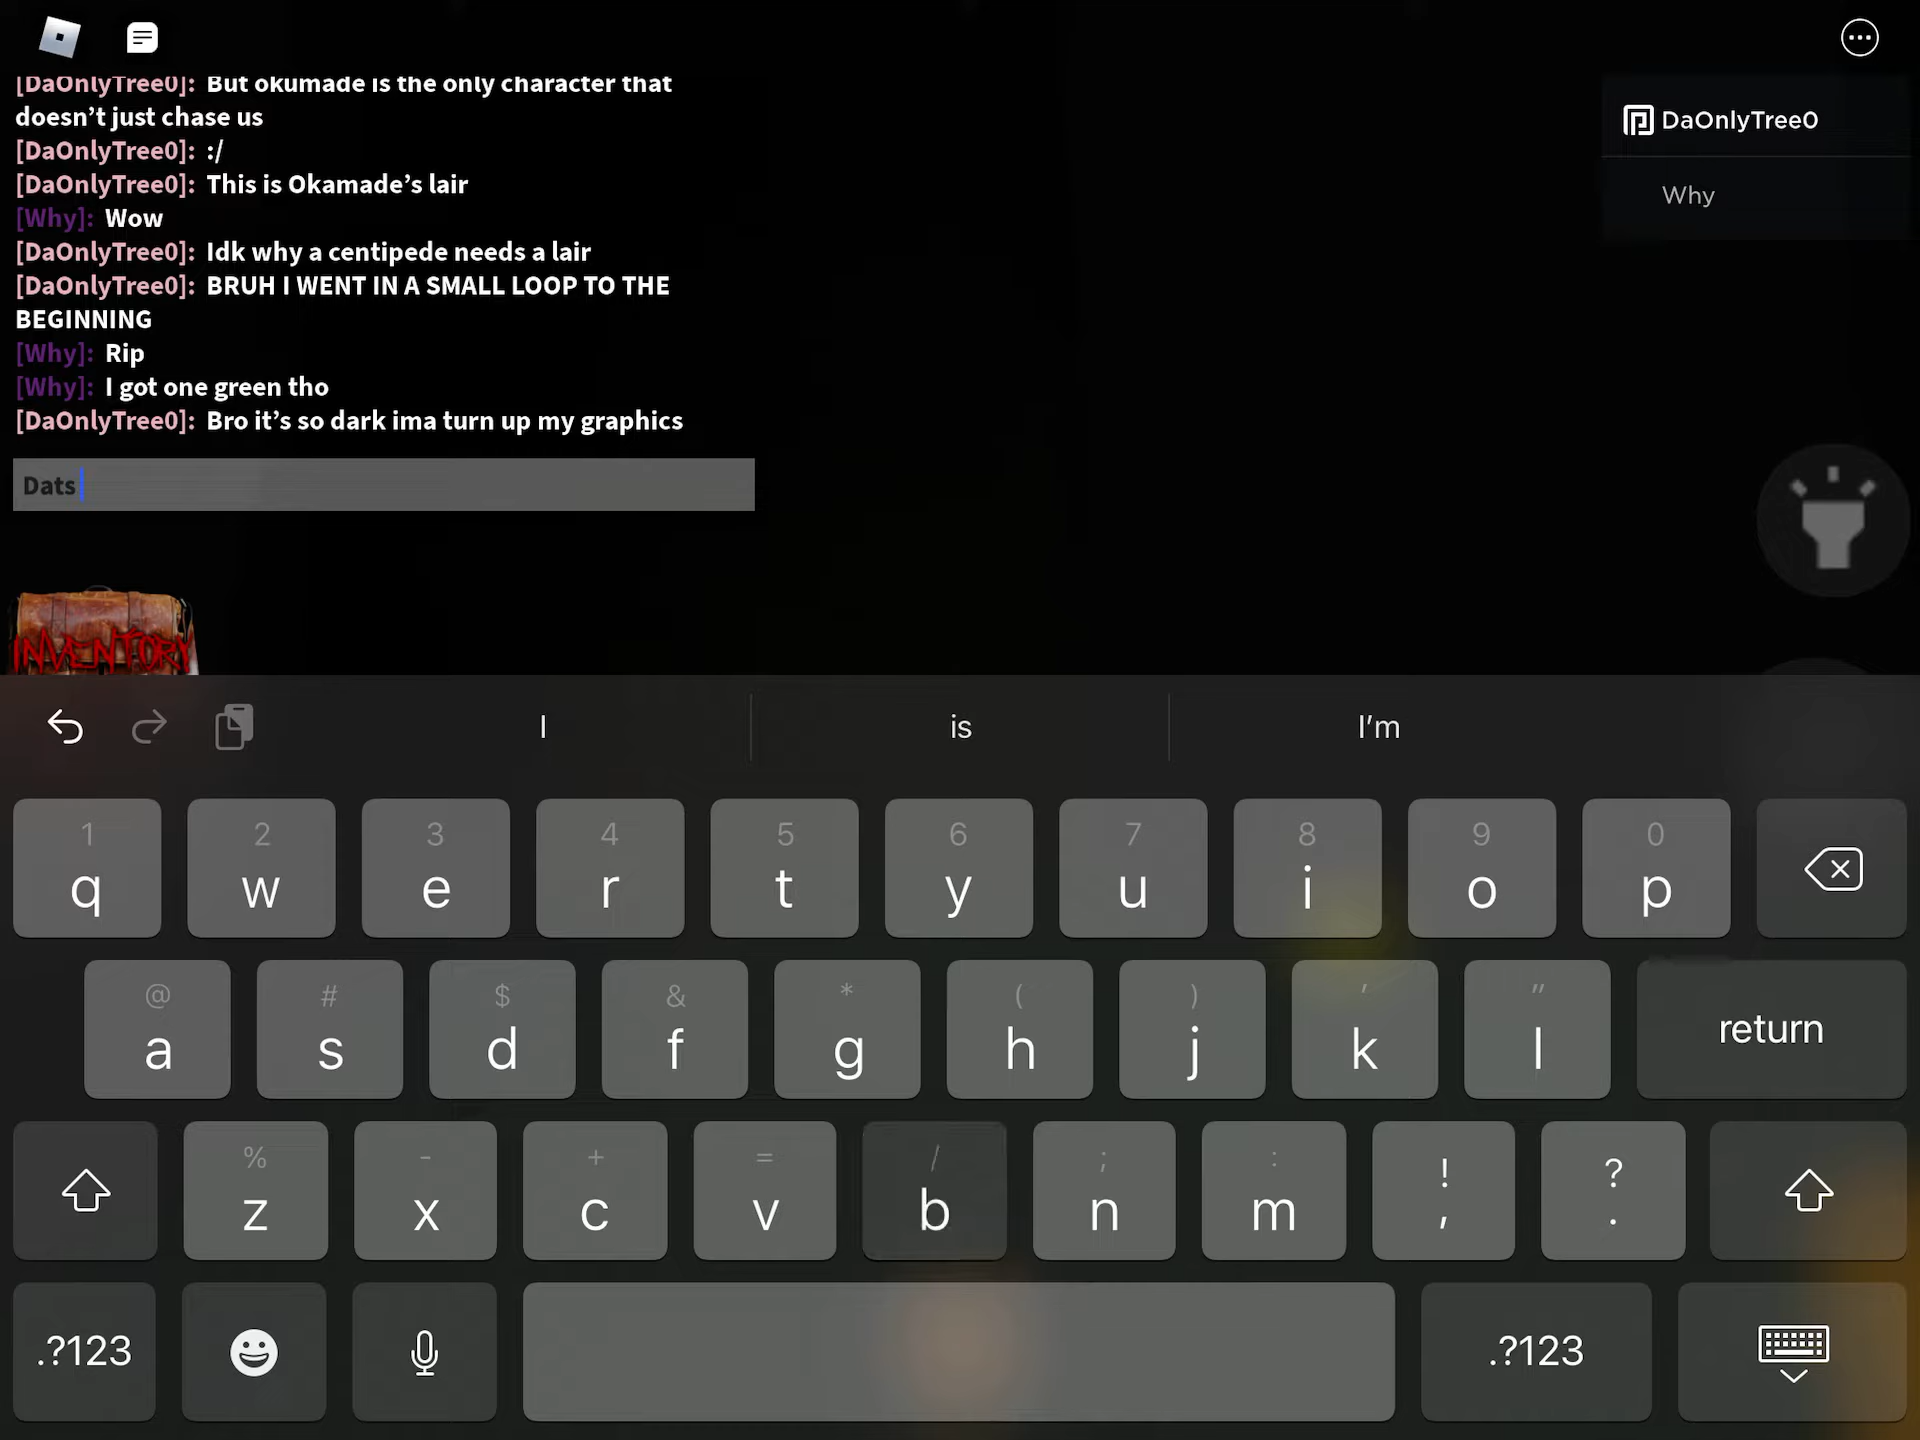 [DaOnlyTree0]: But okumade is the only character that
doesn’t just chase us
[DaOnlyTree0]: :/
[DaOnlyTree0]: This is Okamade’s lair
[Why]: Wow
[DaOnlyTree0]: Idk why a centipede needs a lair
[DaOnlyTree0]: BRUH I WENT IN A SMALL LOOP TO THE
BEGINNING
[Why]: Rip
[Why]: I got one green tho
[DaOnlyTree0]: Bro it’s so dark ima turn up my graphics
Dats
DaOnlyTree0
Why
INVENTORY
I is I’m
1 2 3 4 5 6 7 8 9 0
q w e r t y u i o p
@ # $ & * ( ) ' "
a s d f g h j k l return
% - + = / ; : ! ?
z x c v b n m , .
.?123 .?123